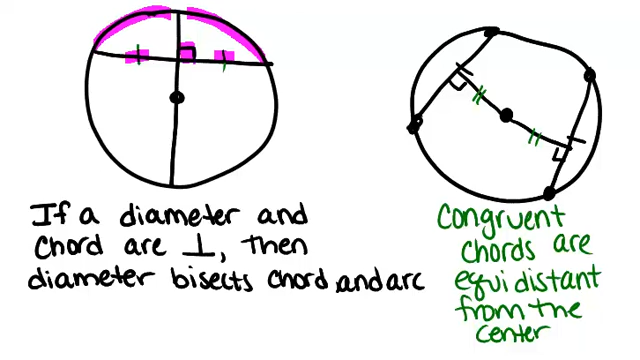 If a diameter and
chord are ⊥, then
diameter bisects chord and arc
Congruent
chords are
equidistant
from the
center